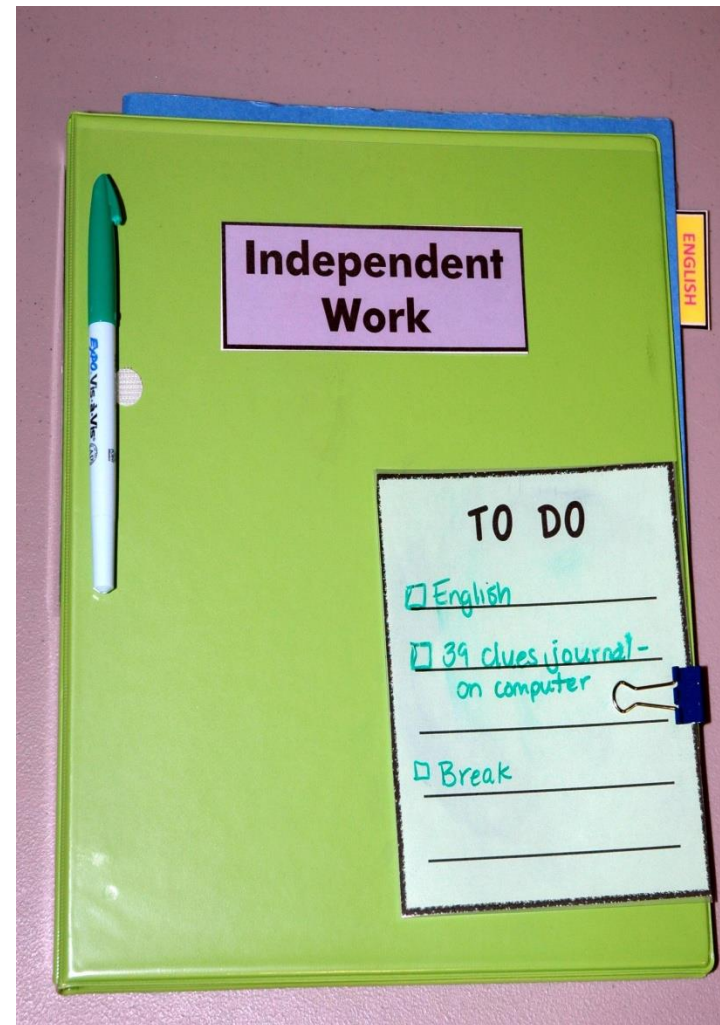 Independent
Work
ENGLISH
EXPO Vis-à-Vis
TO DO
English
39 clues journal -
on computer
Break